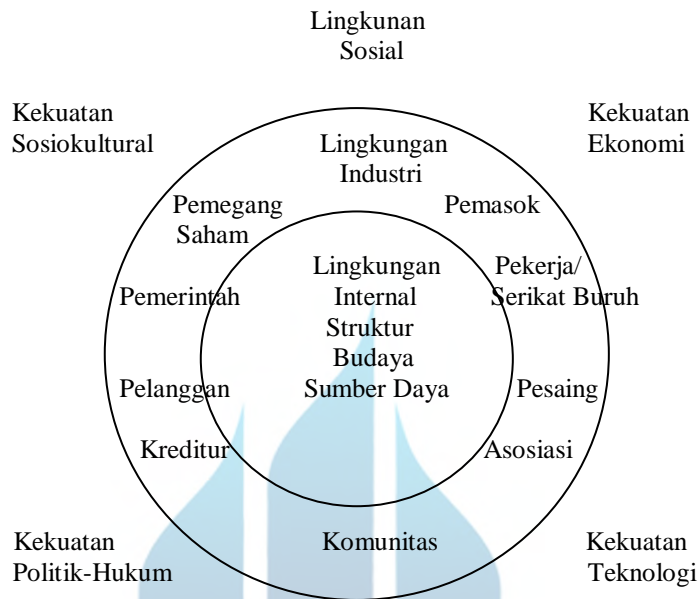 Lingkunan
Sosial
Kekuatan
Sosiokultural
Kekuatan
Ekonomi
Lingkungan
Industri
Pemegang
Saham
Pemasok
Lingkungan
Internal
Struktur
Budaya
Sumber Daya
Pekerja/
Serikat Buruh
Pemerintah
Pelanggan
Pesaing
Kreditur
Asosiasi
Komunitas
Kekuatan
Politik-Hukum
Kekuatan
Teknologi